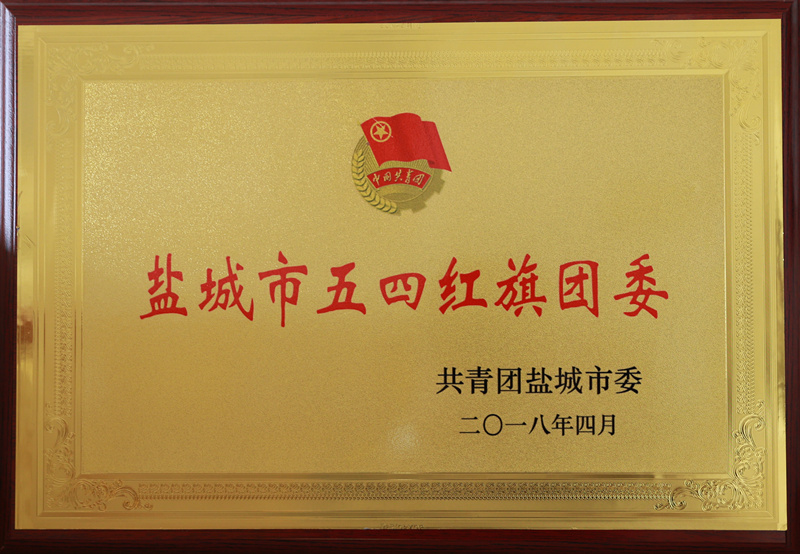 中国共青团
盐城市五四红旗团委
共青团盐城市委
二〇一八年四月